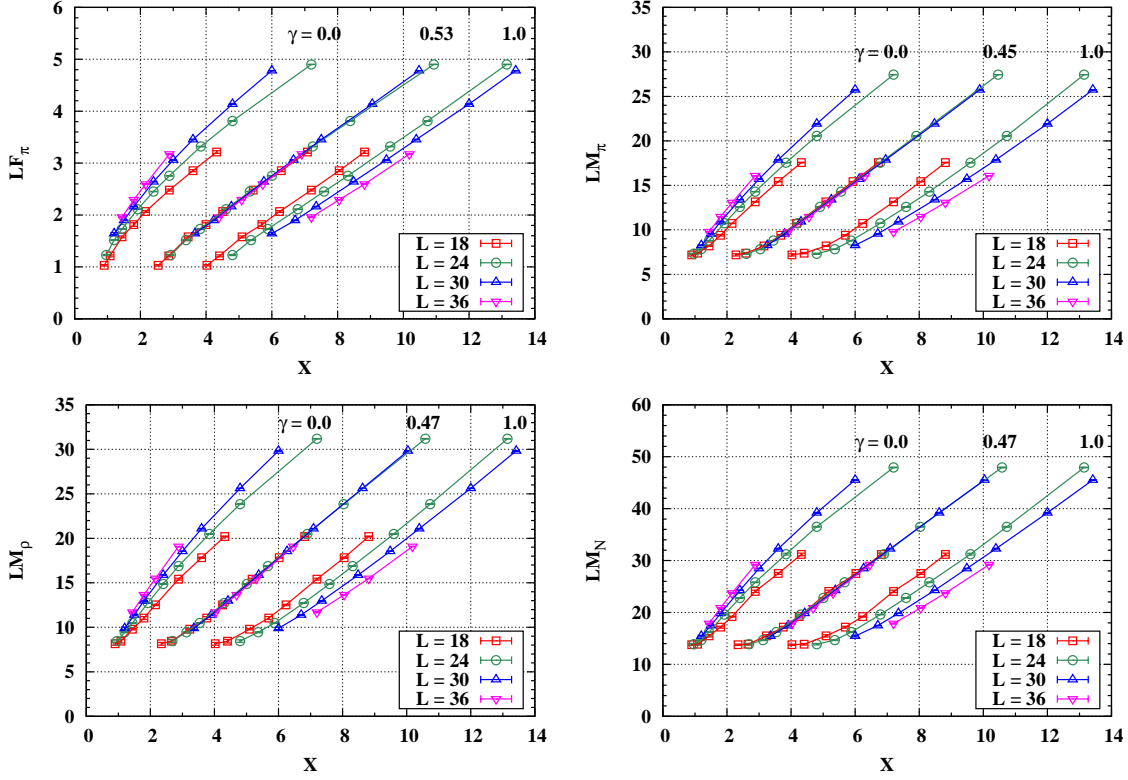 6
5
4
3
2
1
0
LF_π
γ = 0.0 0.53 1.0
L = 18
L = 24
L = 30
L = 36
0 2 4 6 8 10 12 14
X
35
30
25
20
15
10
5
0
LM_π
γ = 0.0 0.45 1.0
L = 18
L = 24
L = 30
L = 36
0 2 4 6 8 10 12 14
X
35
30
25
20
15
10
5
0
LM_ρ
γ = 0.0 0.47 1.0
L = 18
L = 24
L = 30
L = 36
0 2 4 6 8 10 12 14
X
60
50
40
30
20
10
0
LM_N
γ = 0.0 0.47 1.0
L = 18
L = 24
L = 30
L = 36
0 2 4 6 8 10 12 14
X